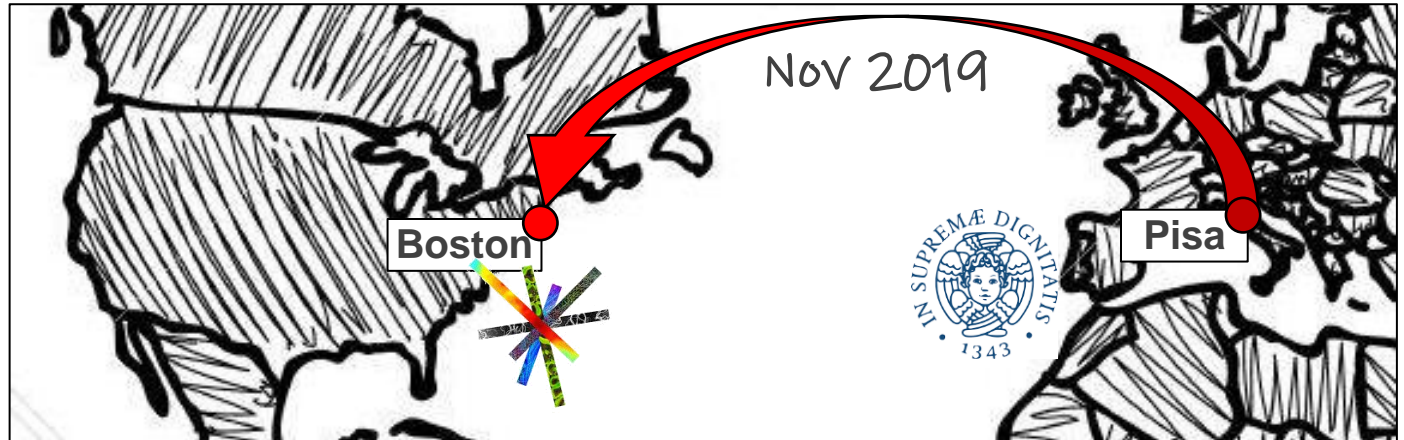 Nov 2019
Boston
Pisa
IN SUPREMÆ DIGNITATIS
• 1343 •